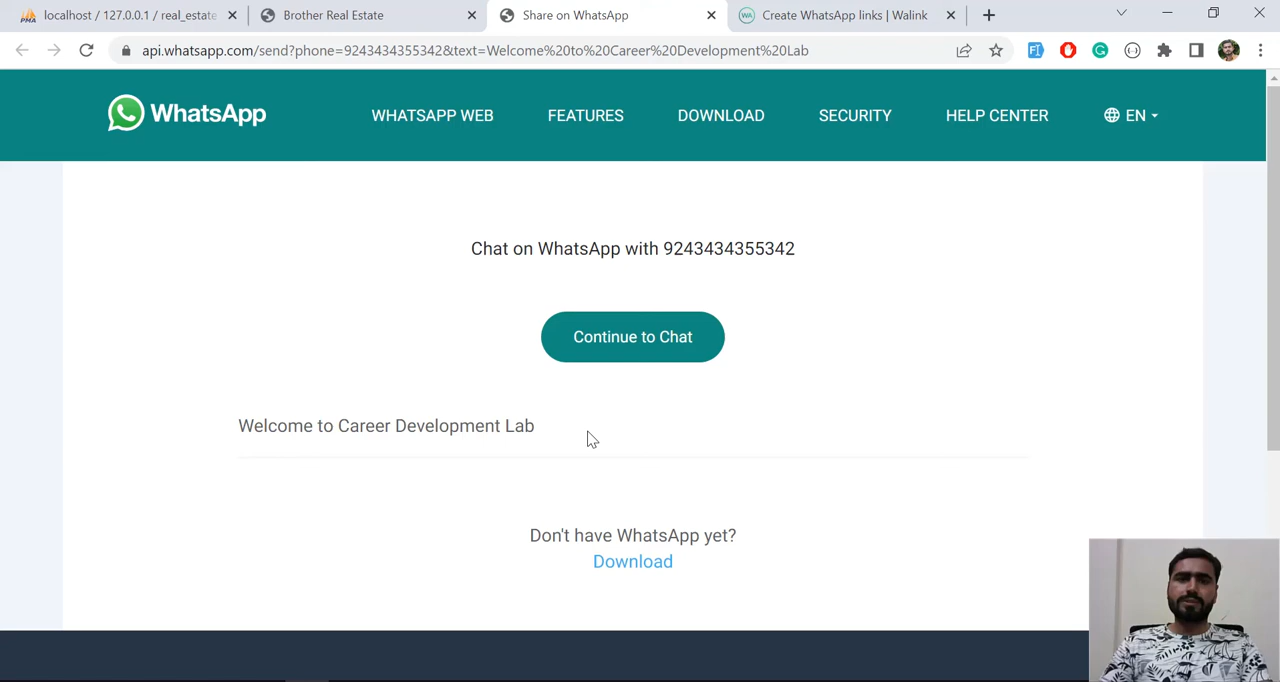 localhost / 127.0.0.1 / real_estate
Brother Real Estate
Share on WhatsApp
Create WhatsApp links | Walink
api.whatsapp.com/send?phone=9243434355342&text=Welcome%20to%20Career%20Development%20Lab
WhatsApp
WHATSAPP WEB
FEATURES
DOWNLOAD
SECURITY
HELP CENTER
EN
Chat on WhatsApp with 9243434355342
Continue to Chat
Welcome to Career Development Lab
Don't have WhatsApp yet?
Download